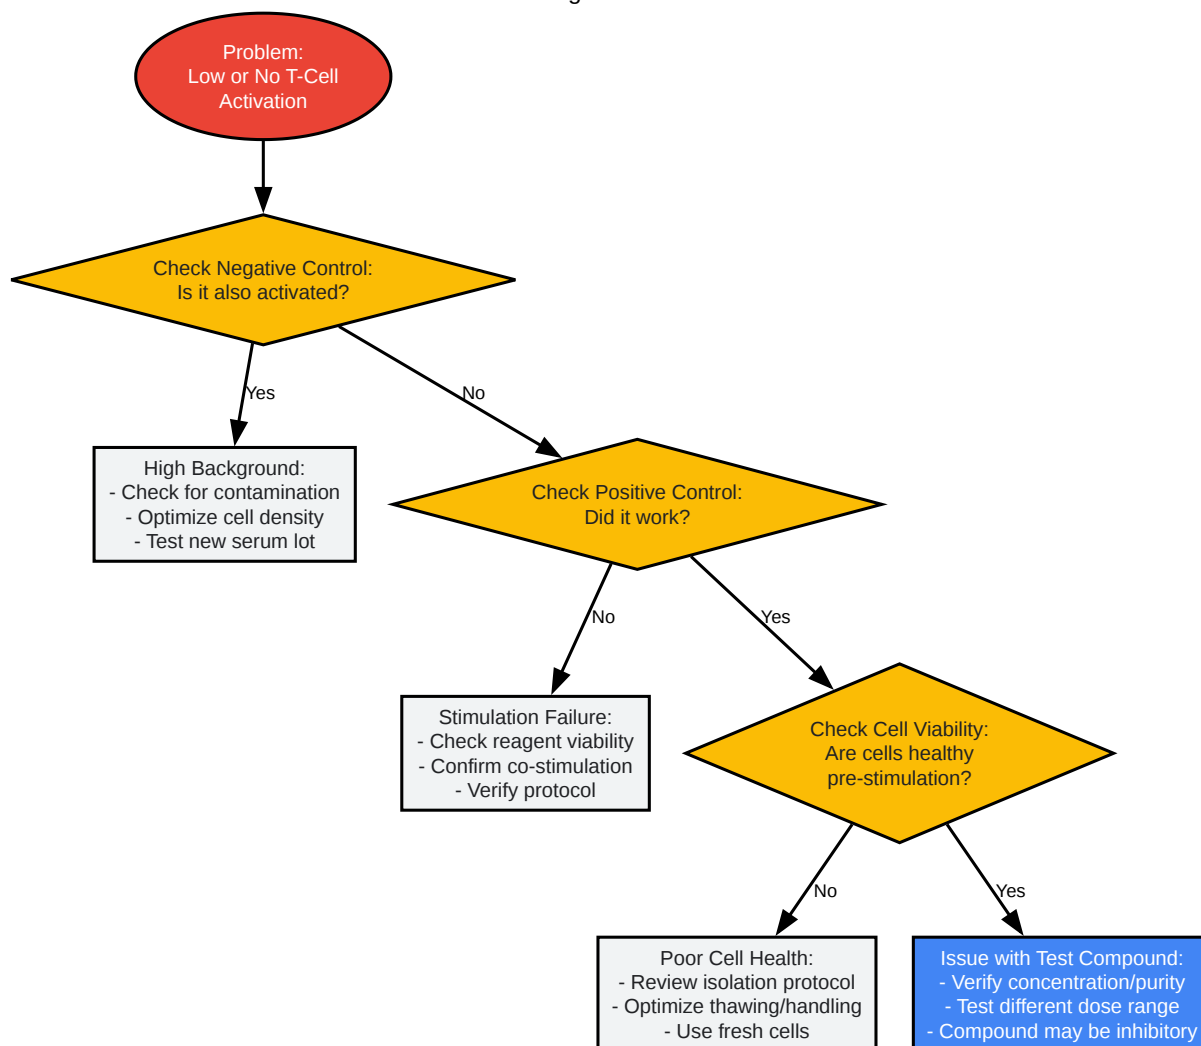 Problem:
Low or No T-Cell
Activation
Check Negative Control:
Is it also activated?
Yes
No
High Background:
- Check for contamination
- Optimize cell density
- Test new serum lot
Check Positive Control:
Did it work?
No
Yes
Stimulation Failure:
- Check reagent viability
- Confirm co-stimulation
- Verify protocol
Check Cell Viability:
Are cells healthy
pre-stimulation?
No
Yes
Poor Cell Health:
- Review isolation protocol
- Optimize thawing/handling
- Use fresh cells
Issue with Test Compound:
- Verify concentration/purity
- Test different dose range
- Compound may be inhibitory